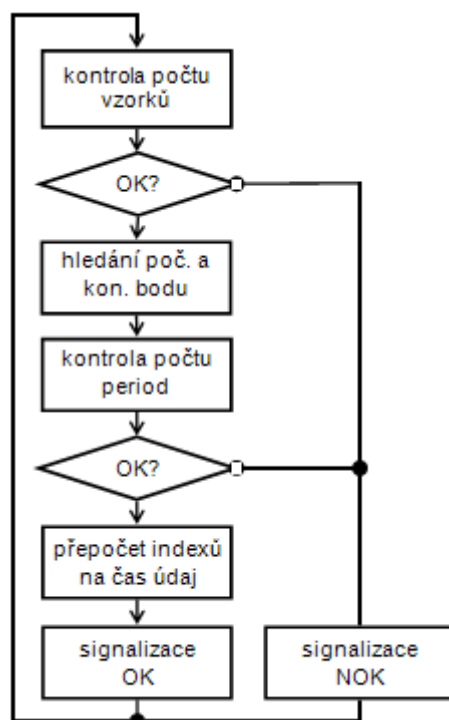 kontrola počtu
vzorků
OK?
hledání poč. a
kon. bodu
kontrola počtu
period
OK?
přepočet indexů
na čas údaj
signalizace
OK
signalizace
NOK